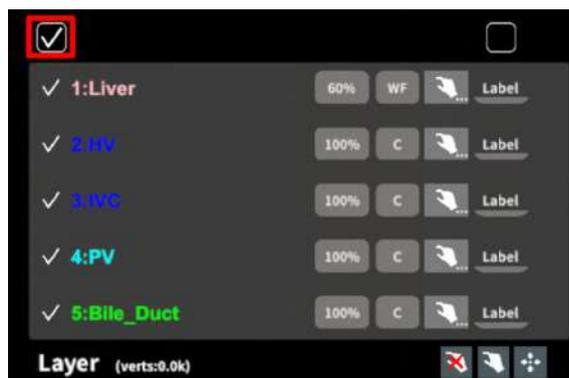 1:Liver 60% WF Label
2:HV 100% C Label
3:IVC 100% C Label
4:PV 100% C Label
5:Bile_Duct 100% C Label
Layer (verts:0.0k)